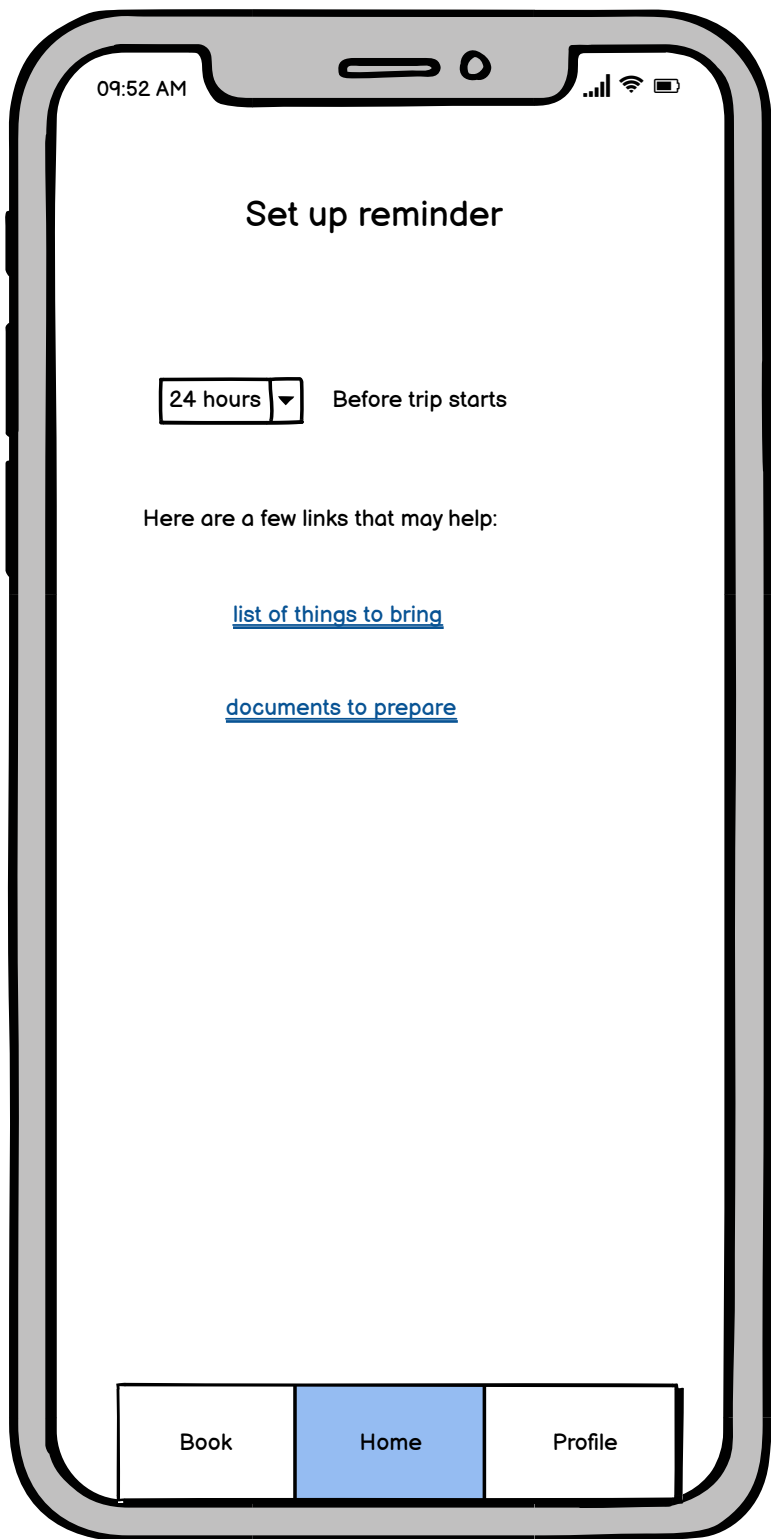 09:52 AM
Set up reminder
24 hours Before trip starts
Here are a few links that may help:
list of things to bring
documents to prepare
Book Home Profile